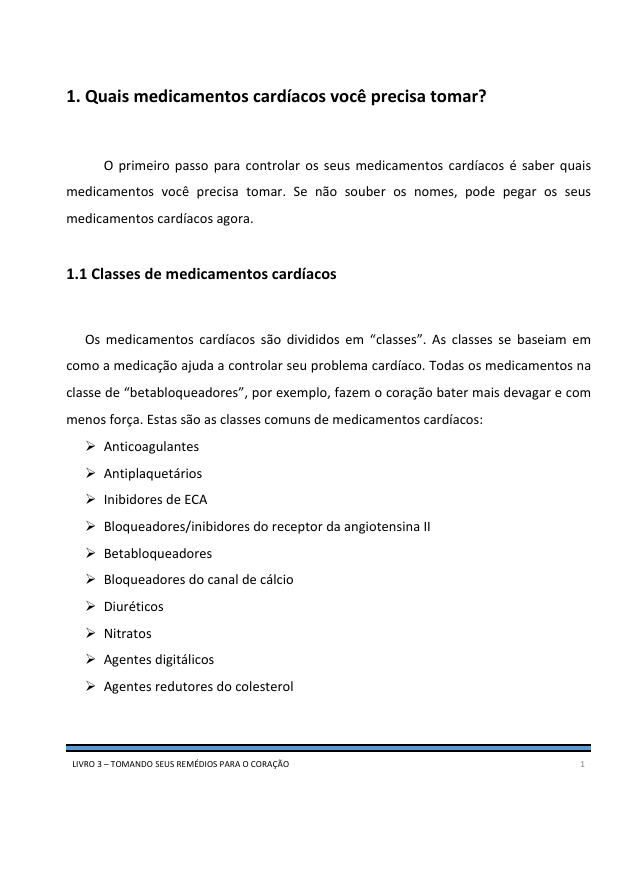 1. Quais medicamentos cardíacos você precisa tomar?
O primeiro passo para controlar os seus medicamentos cardíacos é saber quais
medicamentos você precisa tomar. Se não souber os nomes, pode pegar os seus
medicamentos cardíacos agora.
1.1 Classes de medicamentos cardíacos
Os medicamentos cardíacos são divididos em “classes”. As classes se baseiam em
como a medicação ajuda a controlar seu problema cardíaco. Todas os medicamentos na
classe de “betabloqueadores”, por exemplo, fazem o coração bater mais devagar e com
menos força. Estas são as classes comuns de medicamentos cardíacos:
➢ Anticoagulantes
➢ Antiplaquetários
➢ Inibidores de ECA
➢ Bloqueadores/inibidores do receptor da angiotensina II
➢ Betabloqueadores
➢ Bloqueadores do canal de cálcio
➢ Diuréticos
➢ Nitratos
➢ Agentes digitálicos
➢ Agentes redutores do colesterol
LIVRO 3 – TOMANDO SEUS REMÉDIOS PARA O CORAÇÃO 1